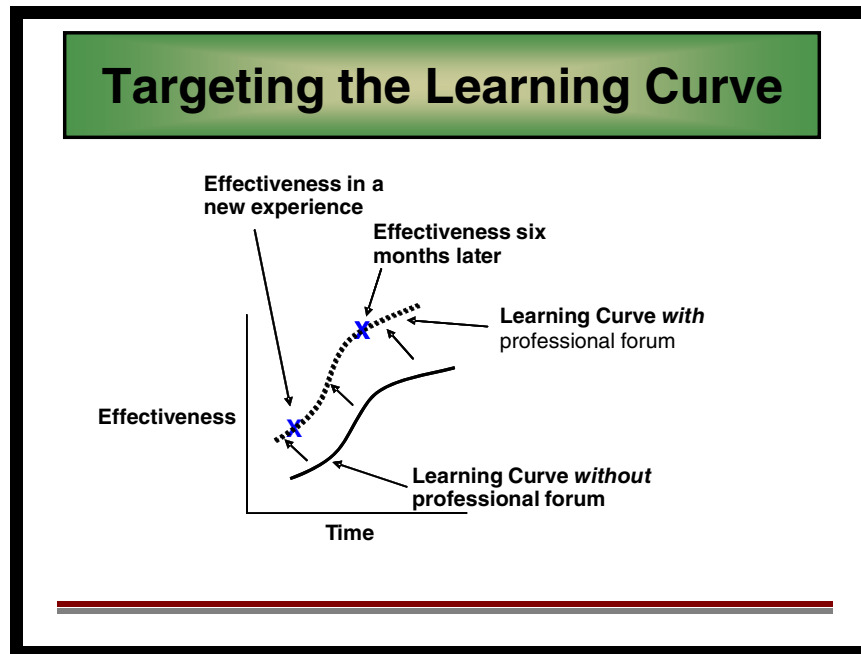 Targeting the Learning Curve
Effectiveness in a
new experience
Effectiveness six
months later
X
Learning Curve with
professional forum
Effectiveness
X
Learning Curve without
professional forum
Time